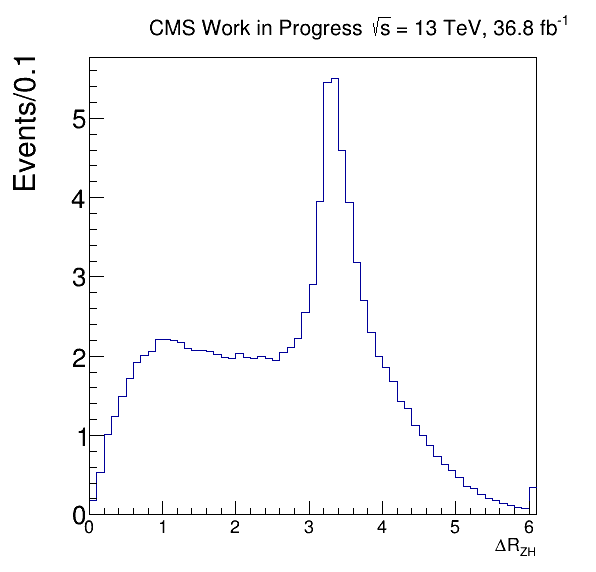 CMS Work in Progress √s = 13 TeV, 36.8 fb⁻¹
Events/0.1
5
4
3
2
1
0
0 1 2 3 4 5 6
ΔR_ZH